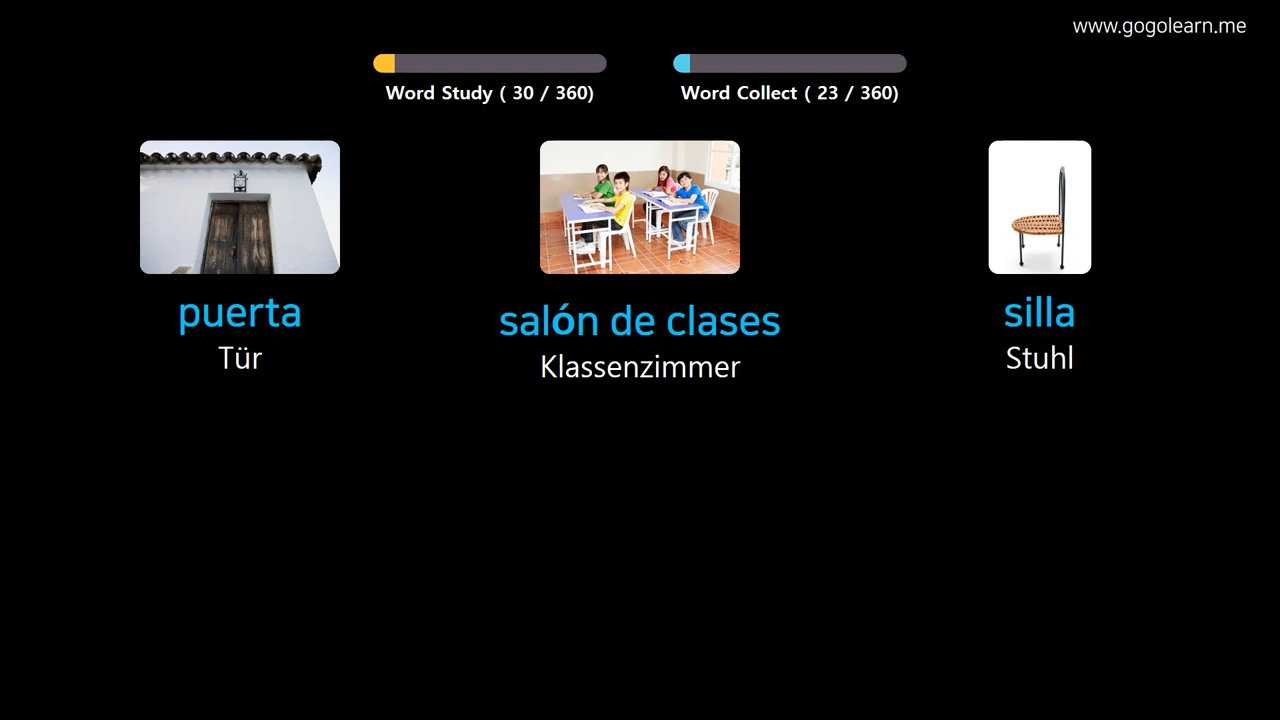 www.gogolearn.me
Word Study ( 30 / 360)
Word Collect ( 23 / 360)
puerta
Tür
salón de clases
Klassenzimmer
silla
Stuhl